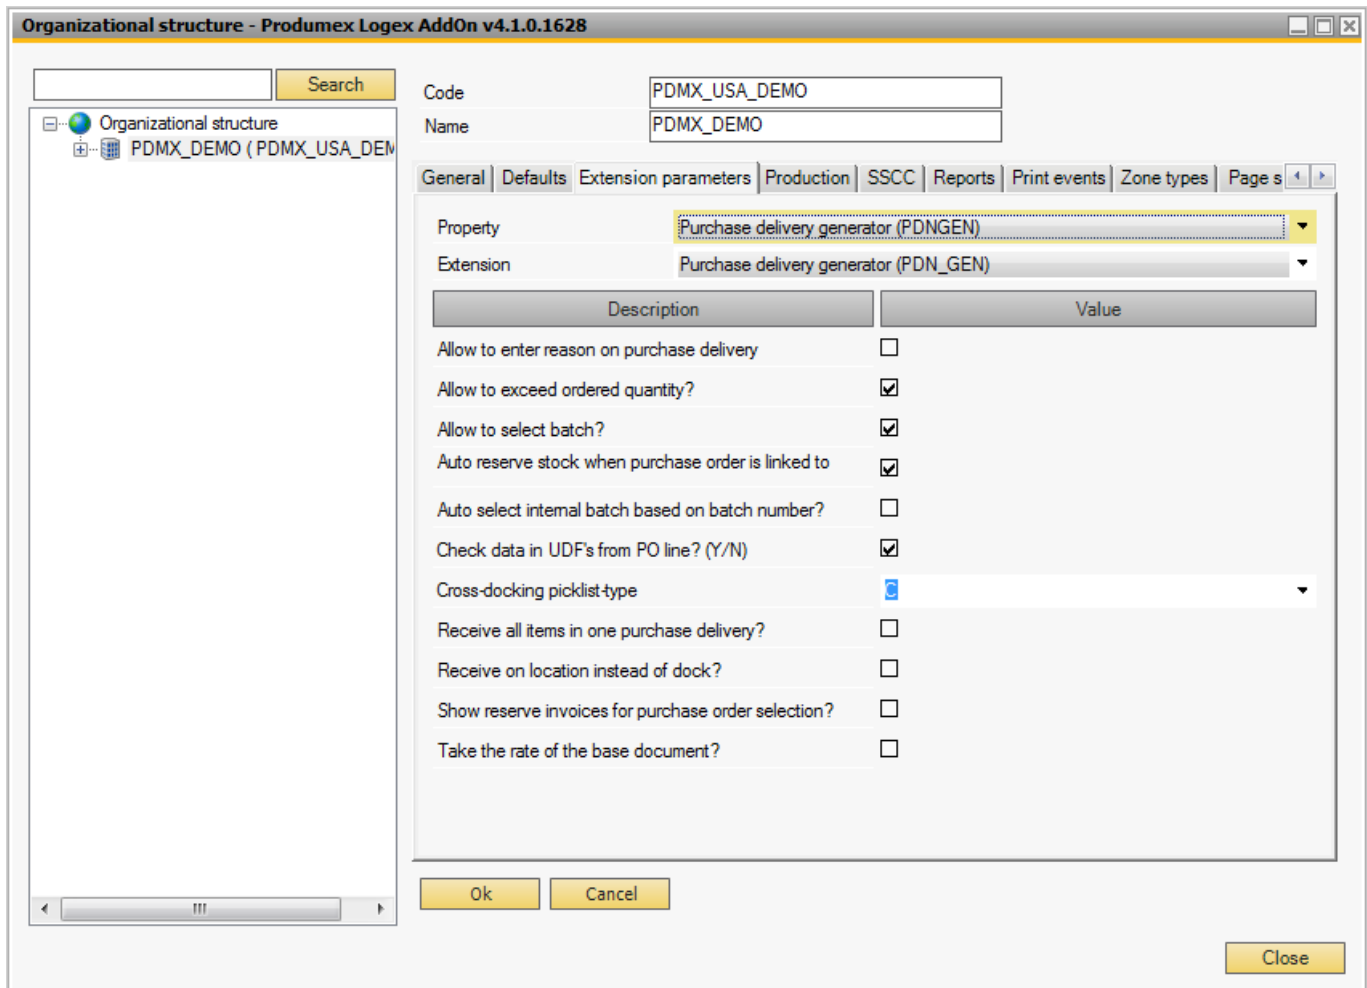 Organizational structure - Produmex Logex AddOn v4.1.0.1628
Search
Organizational structure
PDMX_DEMO ( PDMX_USA_DEM
Code PDMX_USA_DEMO
Name PDMX_DEMO
General Defaults Extension parameters Production SSCC Reports Print events Zone types Page s
Property Purchase delivery generator (PDNGEN)
Extension Purchase delivery generator (PDN_GEN)
Description Value
Allow to enter reason on purchase delivery
Allow to exceed ordered quantity?
Allow to select batch?
Auto reserve stock when purchase order is linked to
Auto select internal batch based on batch number?
Check data in UDF's from PO line? (Y/N)
Cross-docking picklist-type C
Receive all items in one purchase delivery?
Receive on location instead of dock?
Show reserve invoices for purchase order selection?
Take the rate of the base document?
Ok Cancel
Close